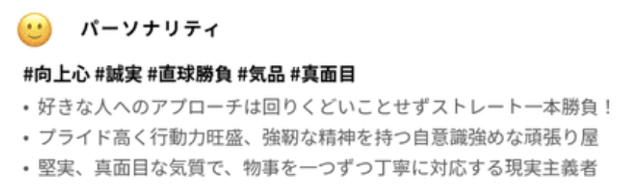 パーソナリティ
#向上心 #誠実 #直球勝負 #気品 #真面目
• 好きな人へのアプローチは回りくどいことせずストレート一本勝負！
• プライド高く行動力旺盛、強靭な精神を持つ自意識強めな頑張り屋
• 堅実、真面目な気質で、物事を一つずつ丁寧に対応する現実主義者